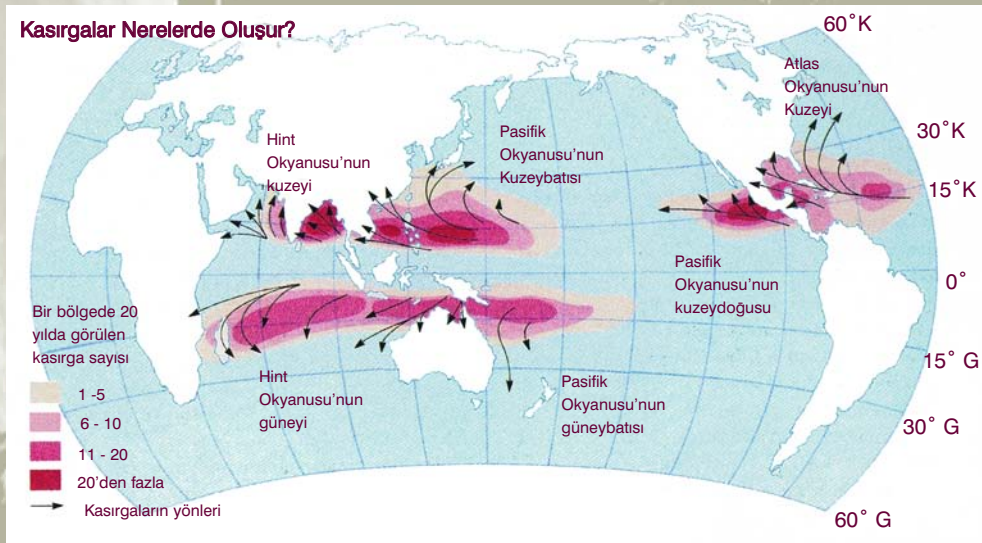 Kasırgalar Nerelerde Oluşur?
60˚K
Atlas
Okyanusu’nun
Kuzeyi
Hint
Okyanusu’nun
kuzeyi
Pasifik
Okyanusu’nun
Kuzeybatısı
30˚K
15˚K
Pasifik
Okyanusu’nun
kuzeydoğusu
0˚
Bir bölgede 20
yılda görülen
kasırga sayısı
1 -5
6 - 10
11 - 20
20’den fazla
Kasırgaların yönleri
Hint
Okyanusu’nun
güneyi
Pasifik
Okyanusu’nun
güneybatısı
15˚ G
30˚ G
60˚ G